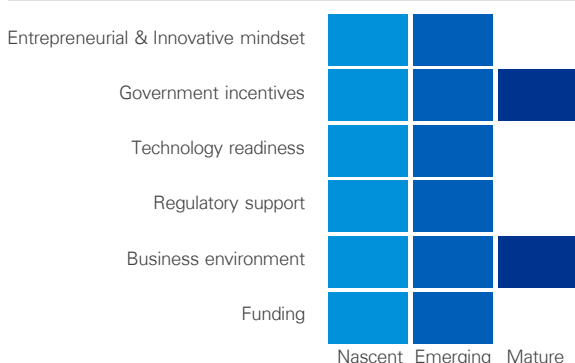 Entrepreneurial & Innovative mindset
Government incentives
Technology readiness
Regulatory support
Business environment
Funding
Nascent Emerging Mature